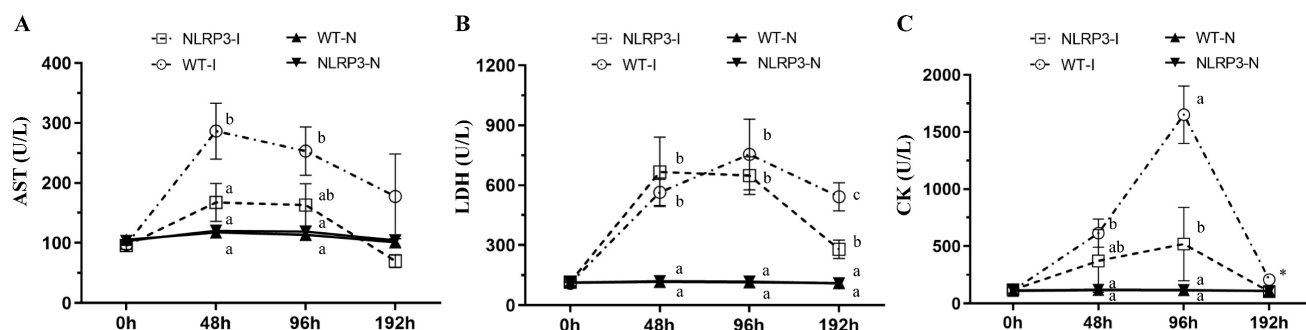 A
NLRP3-I WT-N
WT-I NLRP3-N
AST (U/L)
400
300
200
100
0
b
b
a
ab
a
a
a
a
0h 48h 96h 192h
B
NLRP3-I WT-N
WT-I NLRP3-N
LDH (U/L)
1200
900
600
300
0
b
b
b
b
c
b
a
a
a
a
a
a
0h 48h 96h 192h
C
NLRP3-I WT-N
WT-I NLRP3-N
CK (U/L)
2000
1500
1000
500
0
a
b
b
ab
*
a
a
a
a
0h 48h 96h 192h